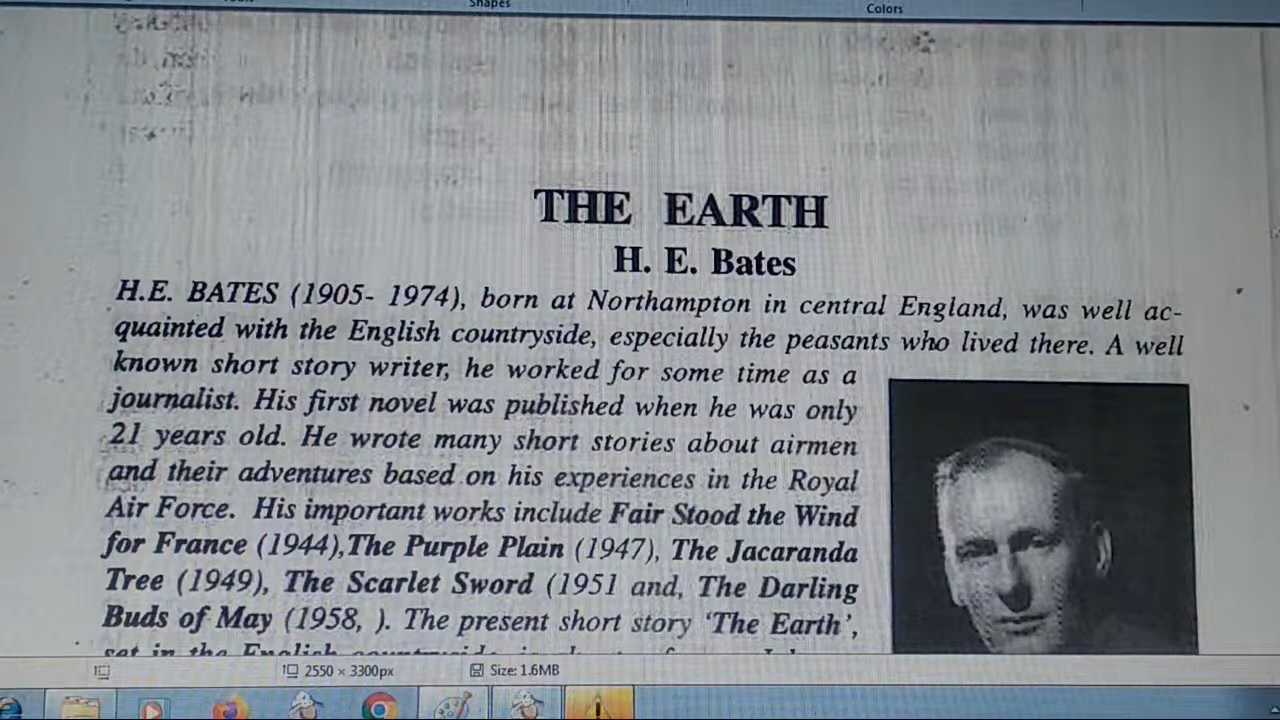 Shapes
Colors
THE EARTH
H. E. Bates
H.E. BATES (1905- 1974), born at Northampton in central England, was well ac-
quainted with the English countryside, especially the peasants who lived there. A well
known short story writer, he worked for some time as a
journalist. His first novel was published when he was only
21 years old. He wrote many short stories about airmen
and their adventures based on his experiences in the Royal
Air Force. His important works include Fair Stood the Wind
for France (1944),The Purple Plain (1947), The Jacaranda
Tree (1949), The Scarlet Sword (1951 and, The Darling
Buds of May (1958, ). The present short story ‘The Earth’,
set in the English
2550 × 3300px
Size: 1.6MB